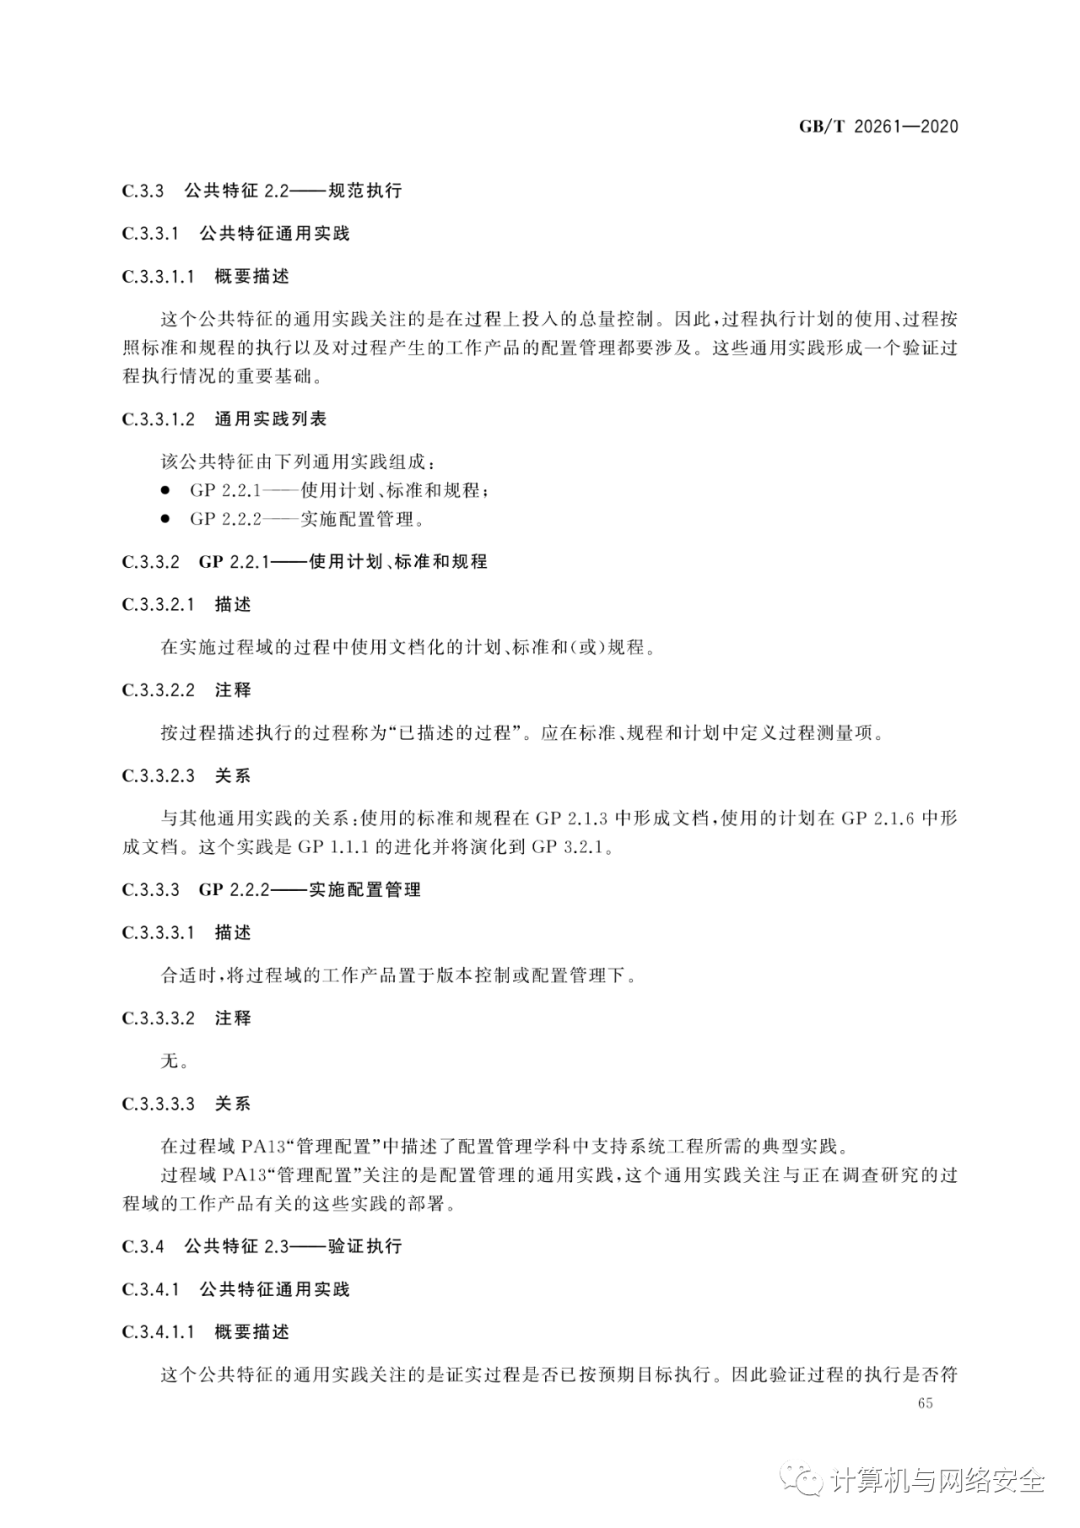 GB/T 20261—2020
C.3.3 公共特征 2.2——规范执行
C.3.3.1 公共特征通用实践
C.3.3.1.1 概要描述
这个公共特征的通用实践关注的是在过程上投入的总量控制。因此,过程执行计划的使用、过程按
照标准和规程的执行以及对过程产生的工作产品的配置管理都要涉及。这些通用实践形成一个验证过
程执行情况的重要基础。
C.3.3.1.2 通用实践列表
该公共特征由下列通用实践组成:
● GP 2.2.1——使用计划、标准和规程;
● GP 2.2.2——实施配置管理。
C.3.3.2 GP 2.2.1——使用计划、标准和规程
C.3.3.2.1 描述
在实施过程域的过程中使用文档化的计划、标准和(或)规程。
C.3.3.2.2 注释
按过程描述执行的过程称为“已描述的过程”。应在标准、规程和计划中定义过程测量项。
C.3.3.2.3 关系
与其他通用实践的关系:使用的标准和规程在 GP 2.1.3 中形成文档,使用的计划在 GP 2.1.6 中形
成文档。这个实践是 GP 1.1.1 的进化并将演化到 GP 3.2.1。
C.3.3.3 GP 2.2.2——实施配置管理
C.3.3.3.1 描述
合适时,将过程域的工作产品置于版本控制或配置管理下。
C.3.3.3.2 注释
无。
C.3.3.3.3 关系
在过程域 PA13“管理配置”中描述了配置管理学科中支持系统工程所需的典型实践。
过程域 PA13“管理配置”关注的是配置管理的通用实践,这个通用实践关注与正在调查研究的过
程域的工作产品有关的这些实践的部署。
C.3.4 公共特征 2.3——验证执行
C.3.4.1 公共特征通用实践
C.3.4.1.1 概要描述
这个公共特征的通用实践关注的是证实过程是否已按预期目标执行。因此验证过程的执行是否符
65
计算机与网络安全